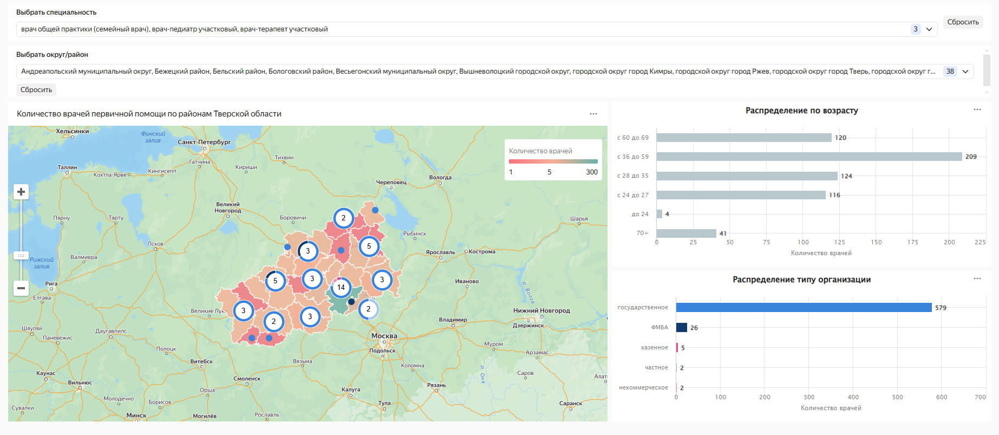 Выбрать специальность
врач общей практики (семейный врач), врач-педиатр участковый, врач-терапевт участковый
3
Сбросить
Выбрать округ/район
Андреапольский муниципальный округ, Бежецкий район, Бельский район, Бологовский район, Весьегонский муниципальный округ, Вышневолоцкий городской округ, городской округ город Кимры, городской округ город Ржев, городской округ город Тверь, городской округ г...
38
Сбросить
Количество врачей первичной помощи по районам Тверской области
Хельсинки
Финский
залив
Санкт-Петербург
Гатчина
Тихвин
Кириши
Таллин
Кохтла-Ярве
Кингисепп
Череповец
Вологда
Количество врачей
1 5 300
Великий
Новгород
Боровичи
Пярну
Тарту
Псков
Валмиера
Рижский
залив
Рига
Елгава
Шарья
Рыбинск
Ярославль
Кострома
Иваново
р. Волга
2
3
5
5
3
14
3
3
2
3
2
Великие Лук
Нижний Новгород
Дзержинск
Владимир
Москва
Подольск
Муром
Арзамас
Шяуляй
Паневежис
Даугавпилс
Полоцк
Витебск
Вязьма
Коломна
Саров
Алат
р. Ока
Каунас
Вильнюс
Смоленск
Калуга
Рязань
Орша
Молодечно
Борисов
Тула
Саранск
Сувалки
Минск
Могилёв
Рославль
Распределение по возрасту
с 60 до 69 120
с 36 до 59 209
с 28 до 35 124
с 24 до 27 116
до 24 4
70+ 41
0 25 50 75 100 125 150 175 200 225
Количество врачей
Распределение типу организации
государственное 579
ФМБА 26
казенное 5
частное 2
некоммерческое 2
0 100 200 300 400 500 600 700
Количество врачей